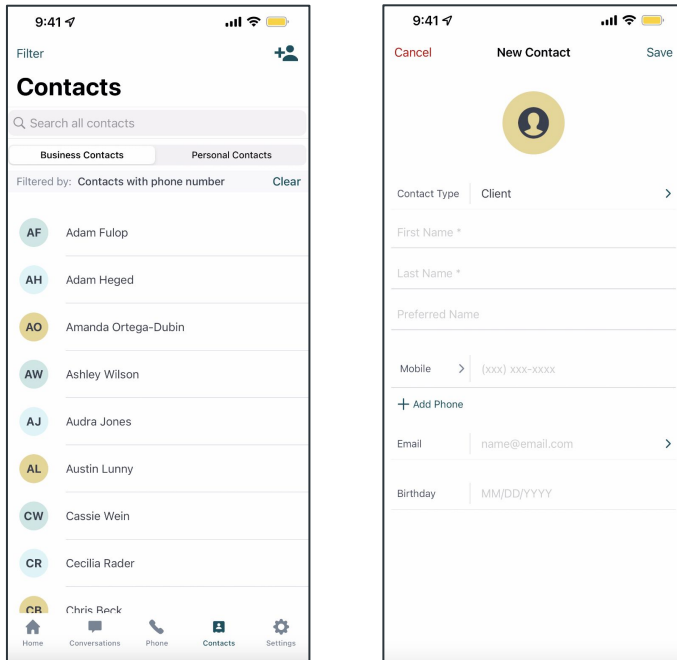 9:41
Filter
Contacts
Search all contacts
Business Contacts Personal Contacts
Filtered by: Contacts with phone number Clear
AF Adam Fulop
AH Adam Heged
AO Amanda Ortega-Dubin
AW Ashley Wilson
AJ Audra Jones
AL Austin Lunny
CW Cassie Wein
CR Cecilia Rader
CB Chris Beck
Home Conversations Phone Contacts Settings
9:41
Cancel New Contact Save
Contact Type Client
First Name *
Last Name *
Preferred Name
Mobile (xxx) xxx-xxxx
+ Add Phone
Email name@email.com
Birthday MM/DD/YYYY